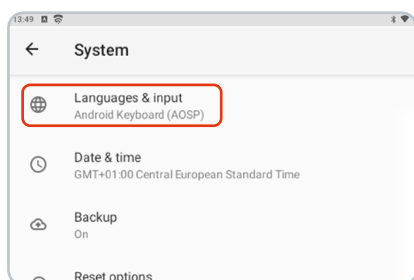 13:49
System
Languages & input
Android Keyboard (AOSP)
Date & time
GMT+01:00 Central European Standard Time
Backup
On
Reset options